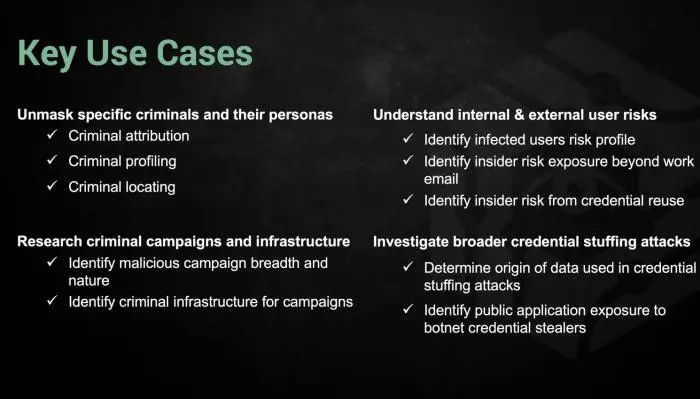 Key Use Cases
Unmask specific criminals and their personas
✓ Criminal attribution
✓ Criminal profiling
✓ Criminal locating
Understand internal & external user risks
✓ Identify infected users risk profile
✓ Identify insider risk exposure beyond work
email
✓ Identify insider risk from credential reuse
Research criminal campaigns and infrastructure
✓ Identify malicious campaign breadth and
nature
✓ Identify criminal infrastructure for campaigns
Investigate broader credential stuffing attacks
✓ Determine origin of data used in credential
stuffing attacks
✓ Identify public application exposure to
botnet credential stealers